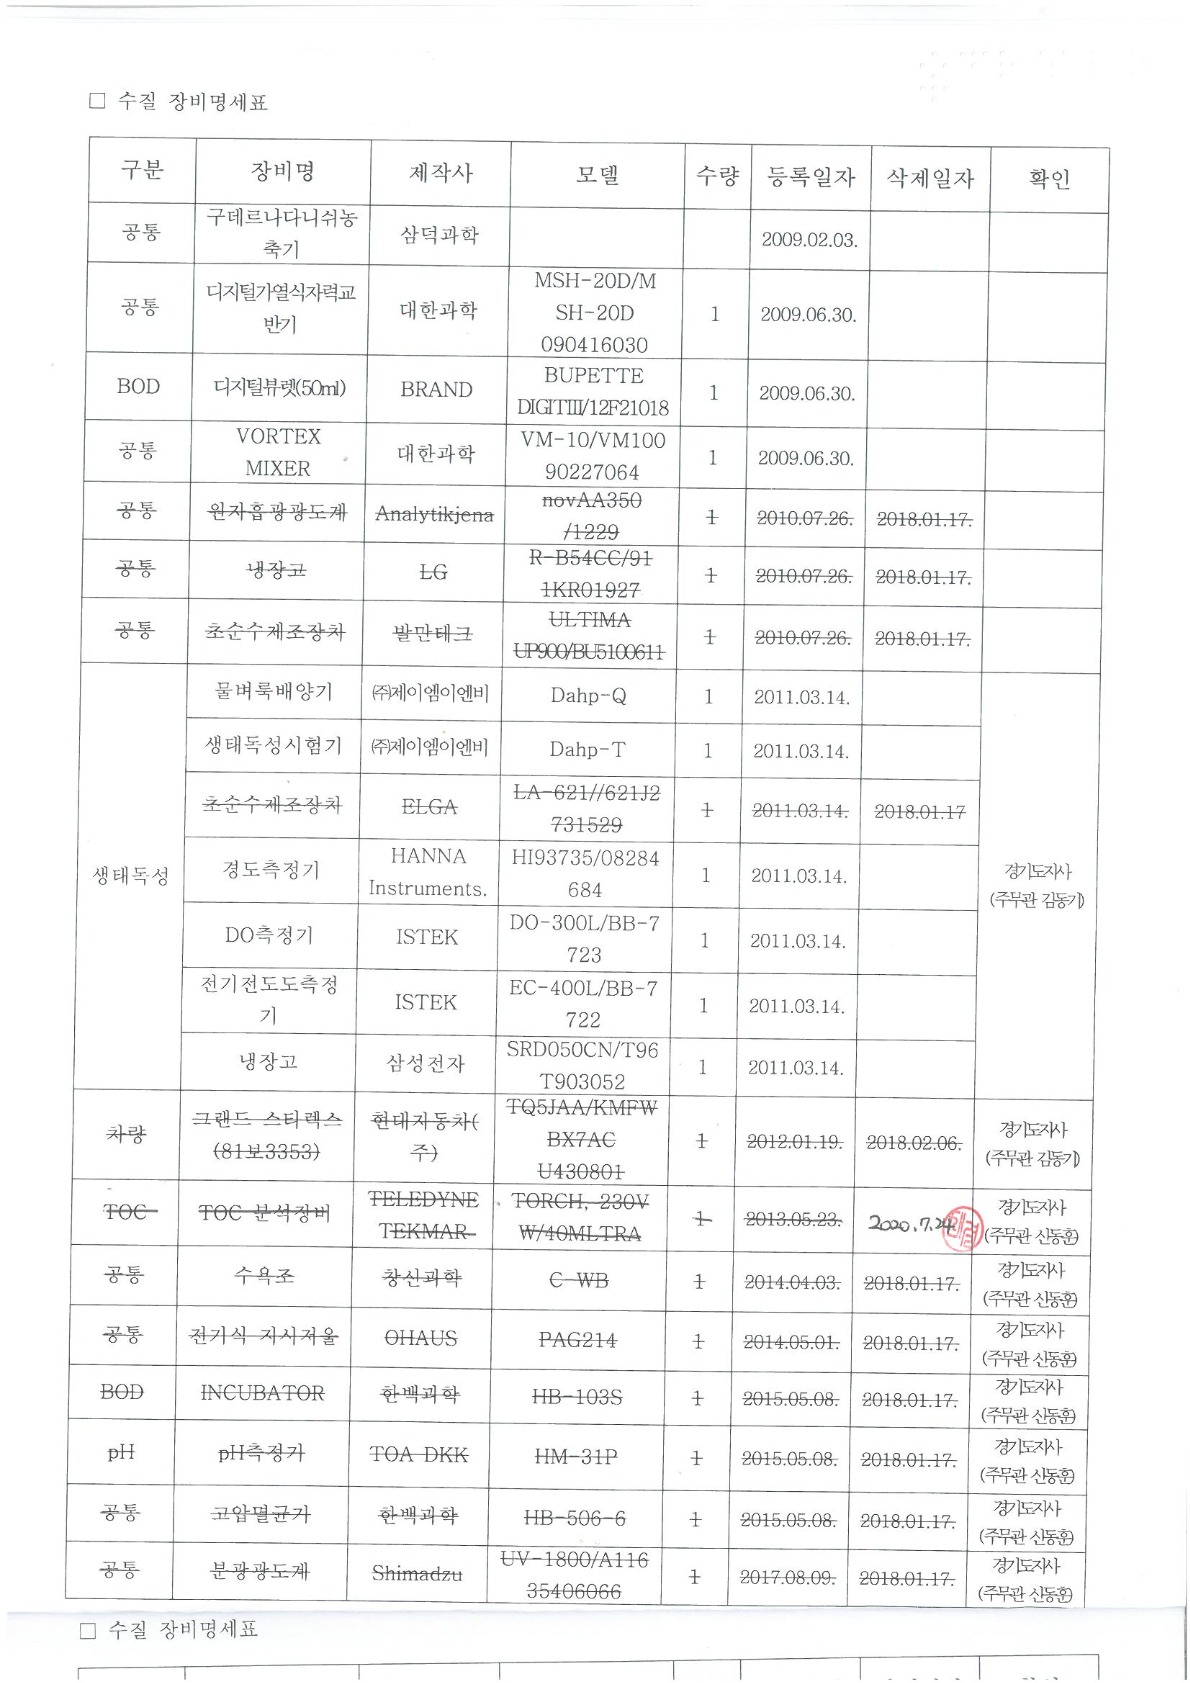 □ 수질 장비명세표
구분 장비명 제작사 모델 수량 등록일자 삭제일자 확인
공통 구데르나다니쉬농 삼덕과학 2009.02.03.
축기
공통 디지털가열식자력교 대한과학 MSH-20D/M 1 2009.06.30.
반기 SH-20D
090416030
BOD 디지털뷰렛(50ml) BRAND BUPETTE 1 2009.06.30.
DIGITⅢ/12F21018
공통 VORTEX 대한과학 VM-10/VM100 1 2009.06.30.
MIXER 90227064
공통 원자흡광광도계 Analytikjena novAA350 1 2010.07.26. 2018.01.17.
/1229
공통 냉장고 LG R-B54CC/91 1 2010.07.26. 2018.01.17.
1KR01927
공통 초순수제조장치 발만테크 ULTIMA 1 2010.07.26. 2018.01.17.
UP900/BU5100611
물벼룩배양기 ㈜제이엠이엔비 Dahp-Q 1 2011.03.14.
생태독성시험기 ㈜제이엠이엔비 Dahp-T 1 2011.03.14.
초순수제조장치 ELGA LA-621//621J2 1 2011.03.14. 2018.01.17
731529
생태독성 경도측정기 HANNA HI93735/08284 1 2011.03.14. 경기도지사
Instruments. 684 (주무관 김동기)
DO측정기 ISTEK DO-300L/BB-7 1 2011.03.14.
723
전기전도도측정 ISTEK EC-400L/BB-7 1 2011.03.14.
기 722
냉장고 삼성전자 SRD050CN/T96 1 2011.03.14.
T903052
차량 그랜드 스타렉스 현대자동차( TQ5JAA/KMFW 1 2012.01.19. 2018.02.06. 경기도지사
(81보3353) 주) BX7AC (주무관 김동기)
U430801
TOC TOC 분석장비 TELEDYNE TORCH, 230V 1 2013.05.23. 2020.7.24 경기도지사
TEKMAR W/40MLTRA (주무관 신동훈)
공통 수욕조 창신과학 C-WB 1 2014.04.03. 2018.01.17. 경기도지사
(주무관 신동훈)
공통 전기식 지시저울 OHAUS PAG214 1 2014.05.01. 2018.01.17. 경기도지사
(주무관 신동훈)
BOD INCUBATOR 한백과학 HB-103S 1 2015.05.08. 2018.01.17. 경기도지사
(주무관 신동훈)
pH pH측정기 TOA DKK HM-31P 1 2015.05.08. 2018.01.17. 경기도지사
(주무관 신동훈)
공통 고압멸균기 한백과학 HB-506-6 1 2015.05.08. 2018.01.17. 경기도지사
(주무관 신동훈)
공통 분광광도계 Shimadzu UV-1800/A116 1 2017.08.09. 2018.01.17. 경기도지사
35406066 (주무관 신동훈)
□ 수질 장비명세표